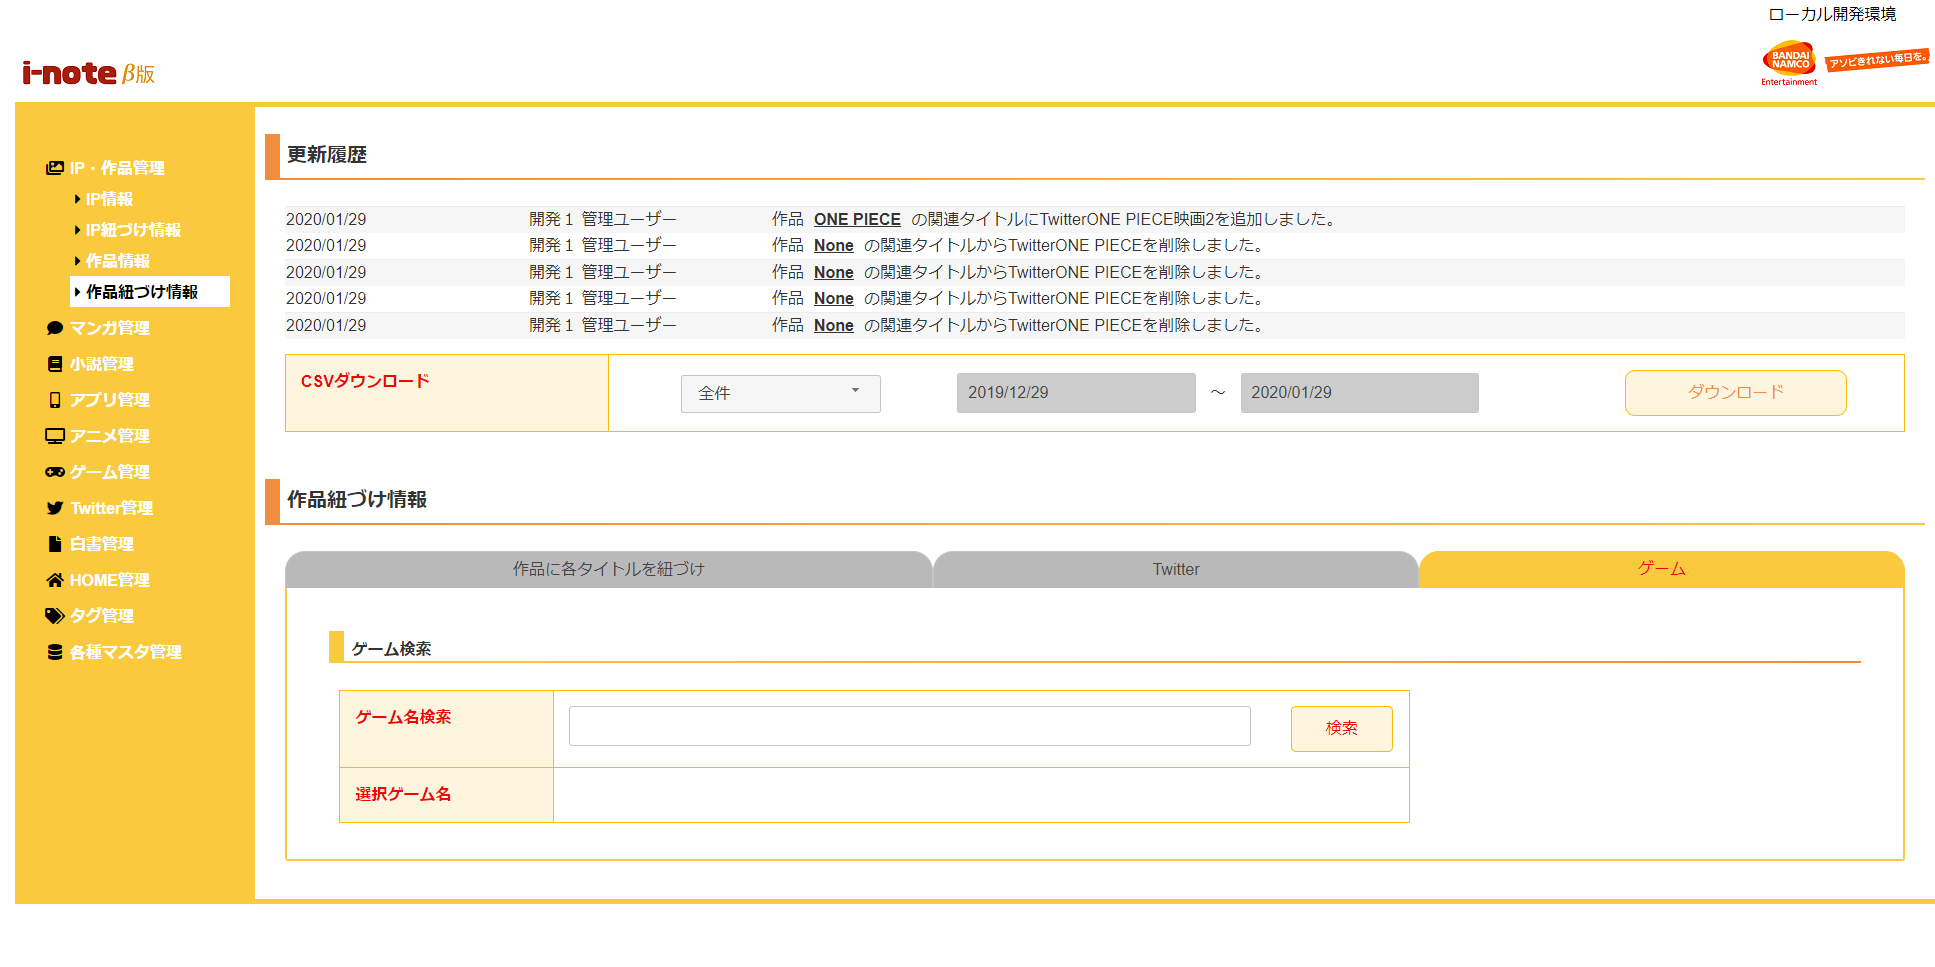 ローカル開発環境
i-note β版
BANDAI
NAMCO
Entertainment
アソビきれない毎日を。
IP・作品管理
IP情報
IP紐づけ情報
作品情報
作品紐づけ情報
マンガ管理
小説管理
アプリ管理
アニメ管理
ゲーム管理
Twitter管理
白書管理
HOME管理
タグ管理
各種マスタ管理
更新履歴
2020/01/29 開発1 管理ユーザー 作品 ONE PIECE の関連タイトルにTwitterONE PIECE映画2を追加しました。
2020/01/29 開発1 管理ユーザー 作品 None の関連タイトルからTwitterONE PIECEを削除しました。
2020/01/29 開発1 管理ユーザー 作品 None の関連タイトルからTwitterONE PIECEを削除しました。
2020/01/29 開発1 管理ユーザー 作品 None の関連タイトルからTwitterONE PIECEを削除しました。
2020/01/29 開発1 管理ユーザー 作品 None の関連タイトルからTwitterONE PIECEを削除しました。
CSVダウンロード 全件 2019/12/29 ～ 2020/01/29 ダウンロード
作品紐づけ情報
作品に各タイトルを紐づけ Twitter ゲーム
ゲーム検索
ゲーム名検索 検索
選択ゲーム名